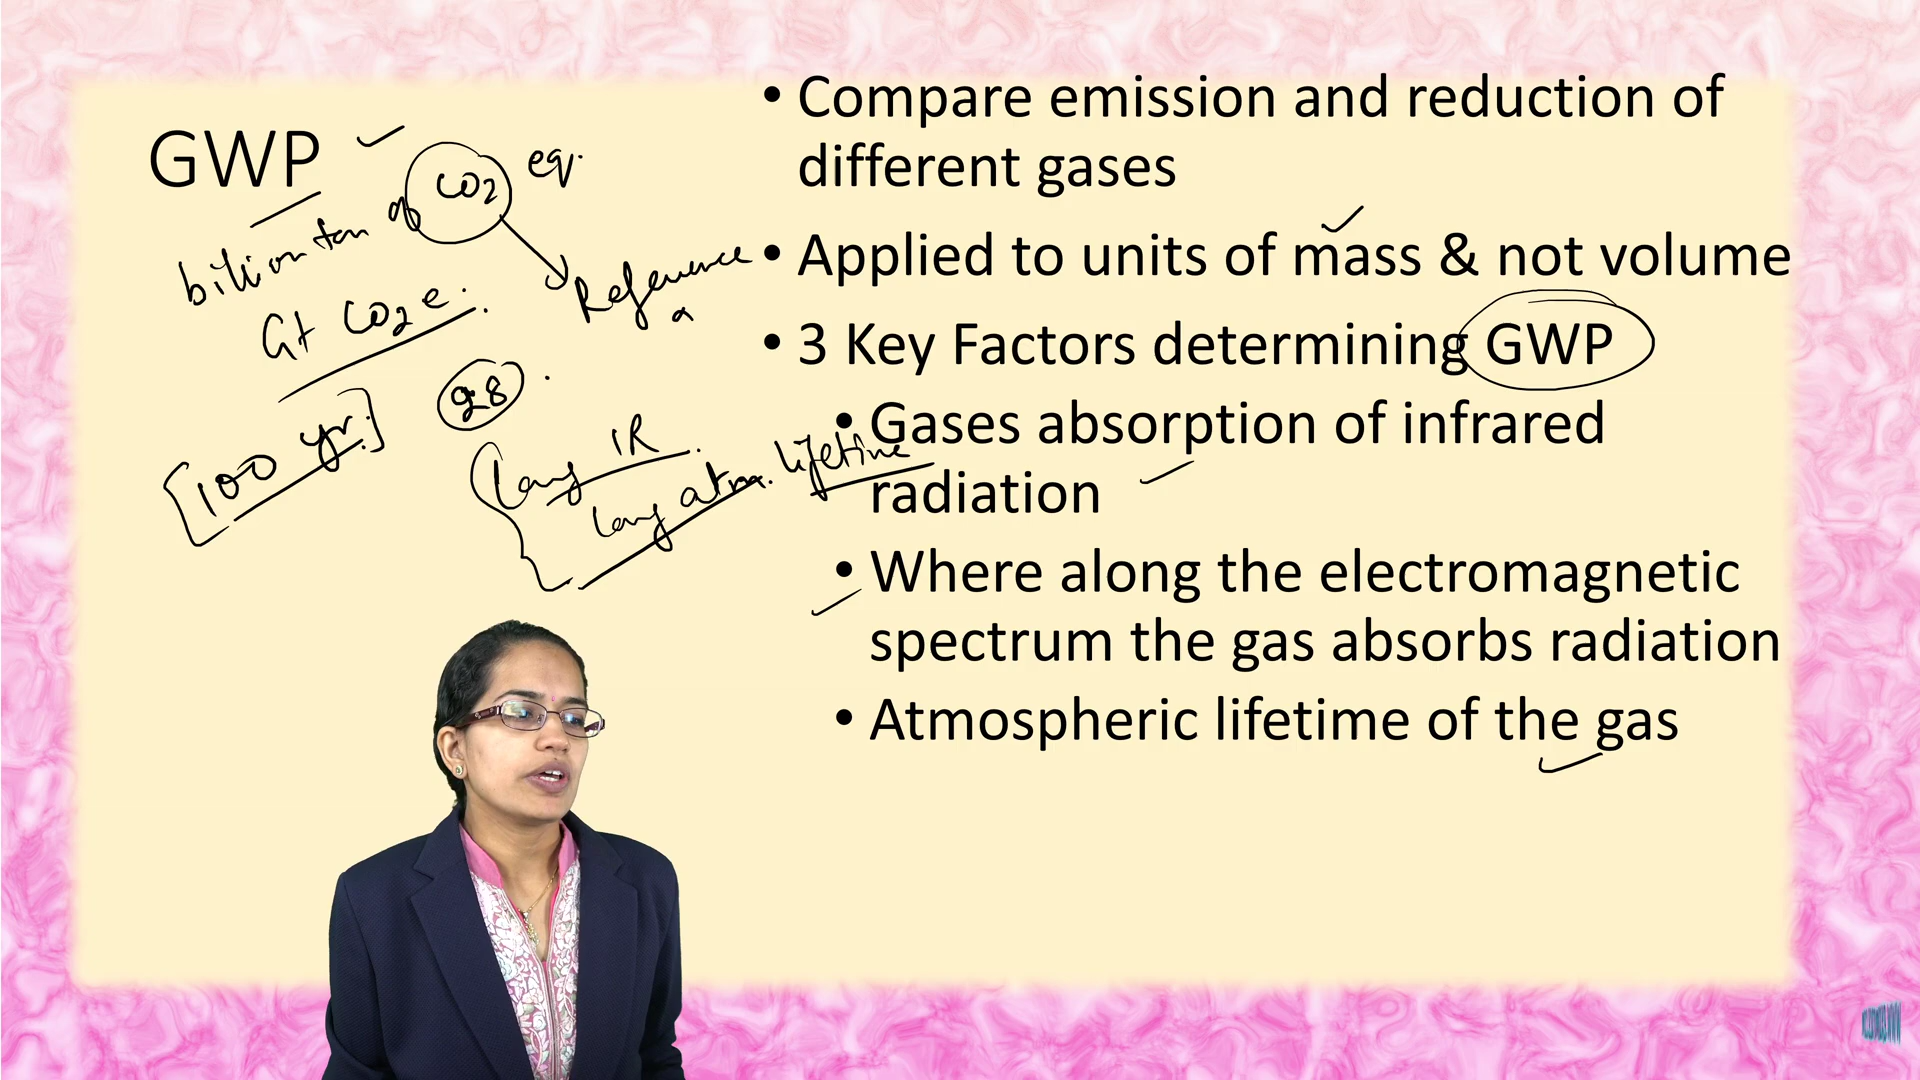 GWP
CO2 eq.
billion ton of
Gt CO2e.
Reference
[100 yr.]
28
IR
long atm. lifetime
• Compare emission and reduction of
different gases
• Applied to units of mass & not volume
• 3 Key Factors determining GWP
• Gases absorption of infrared
radiation
• Where along the electromagnetic
spectrum the gas absorbs radiation
• Atmospheric lifetime of the gas